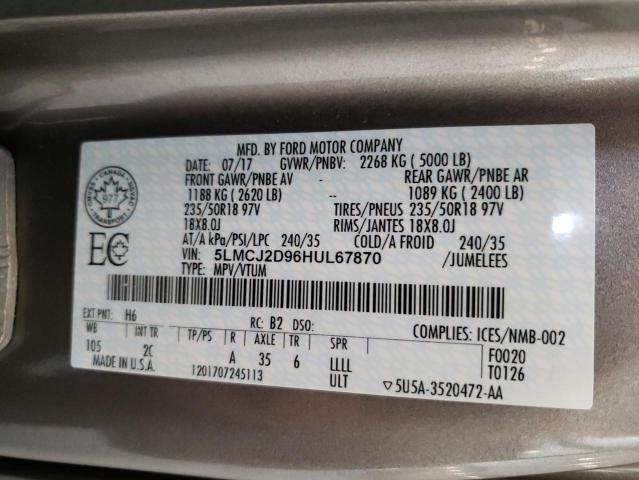 MFD. BY FORD MOTOR COMPANY
DATE: 07/17 GVWR/PNBV: 2268 KG ( 5000 LB)
FRONT GAWR/PNBE AV - REAR GAWR/PNBE AR
1188 KG ( 2620 LB) -- 1089 KG ( 2400 LB)
235/50R18 97V TIRES/PNEUS 235/50R18 97V
18X8.0J RIMS/JANTES 18X8.0J
AT/A kPa/PSI/LPC 240/35 COLD/A FROID 240/35
VIN: 5LMCJ2D96HUL67870 /JUMELEES
TYPE: MPV/VTUM
CANADA
977
TRANSPORT
EC
EXT PNT: H6 RC: B2 DSO: COMPLIES: ICES/NMB-002
WB INT TR TP/PS R AXLE TR SPR F0020
105 2C A 35 6 LLLL T0126
MADE IN U.S.A. 1201707245113 ULT ▽5U5A-3520472-AA